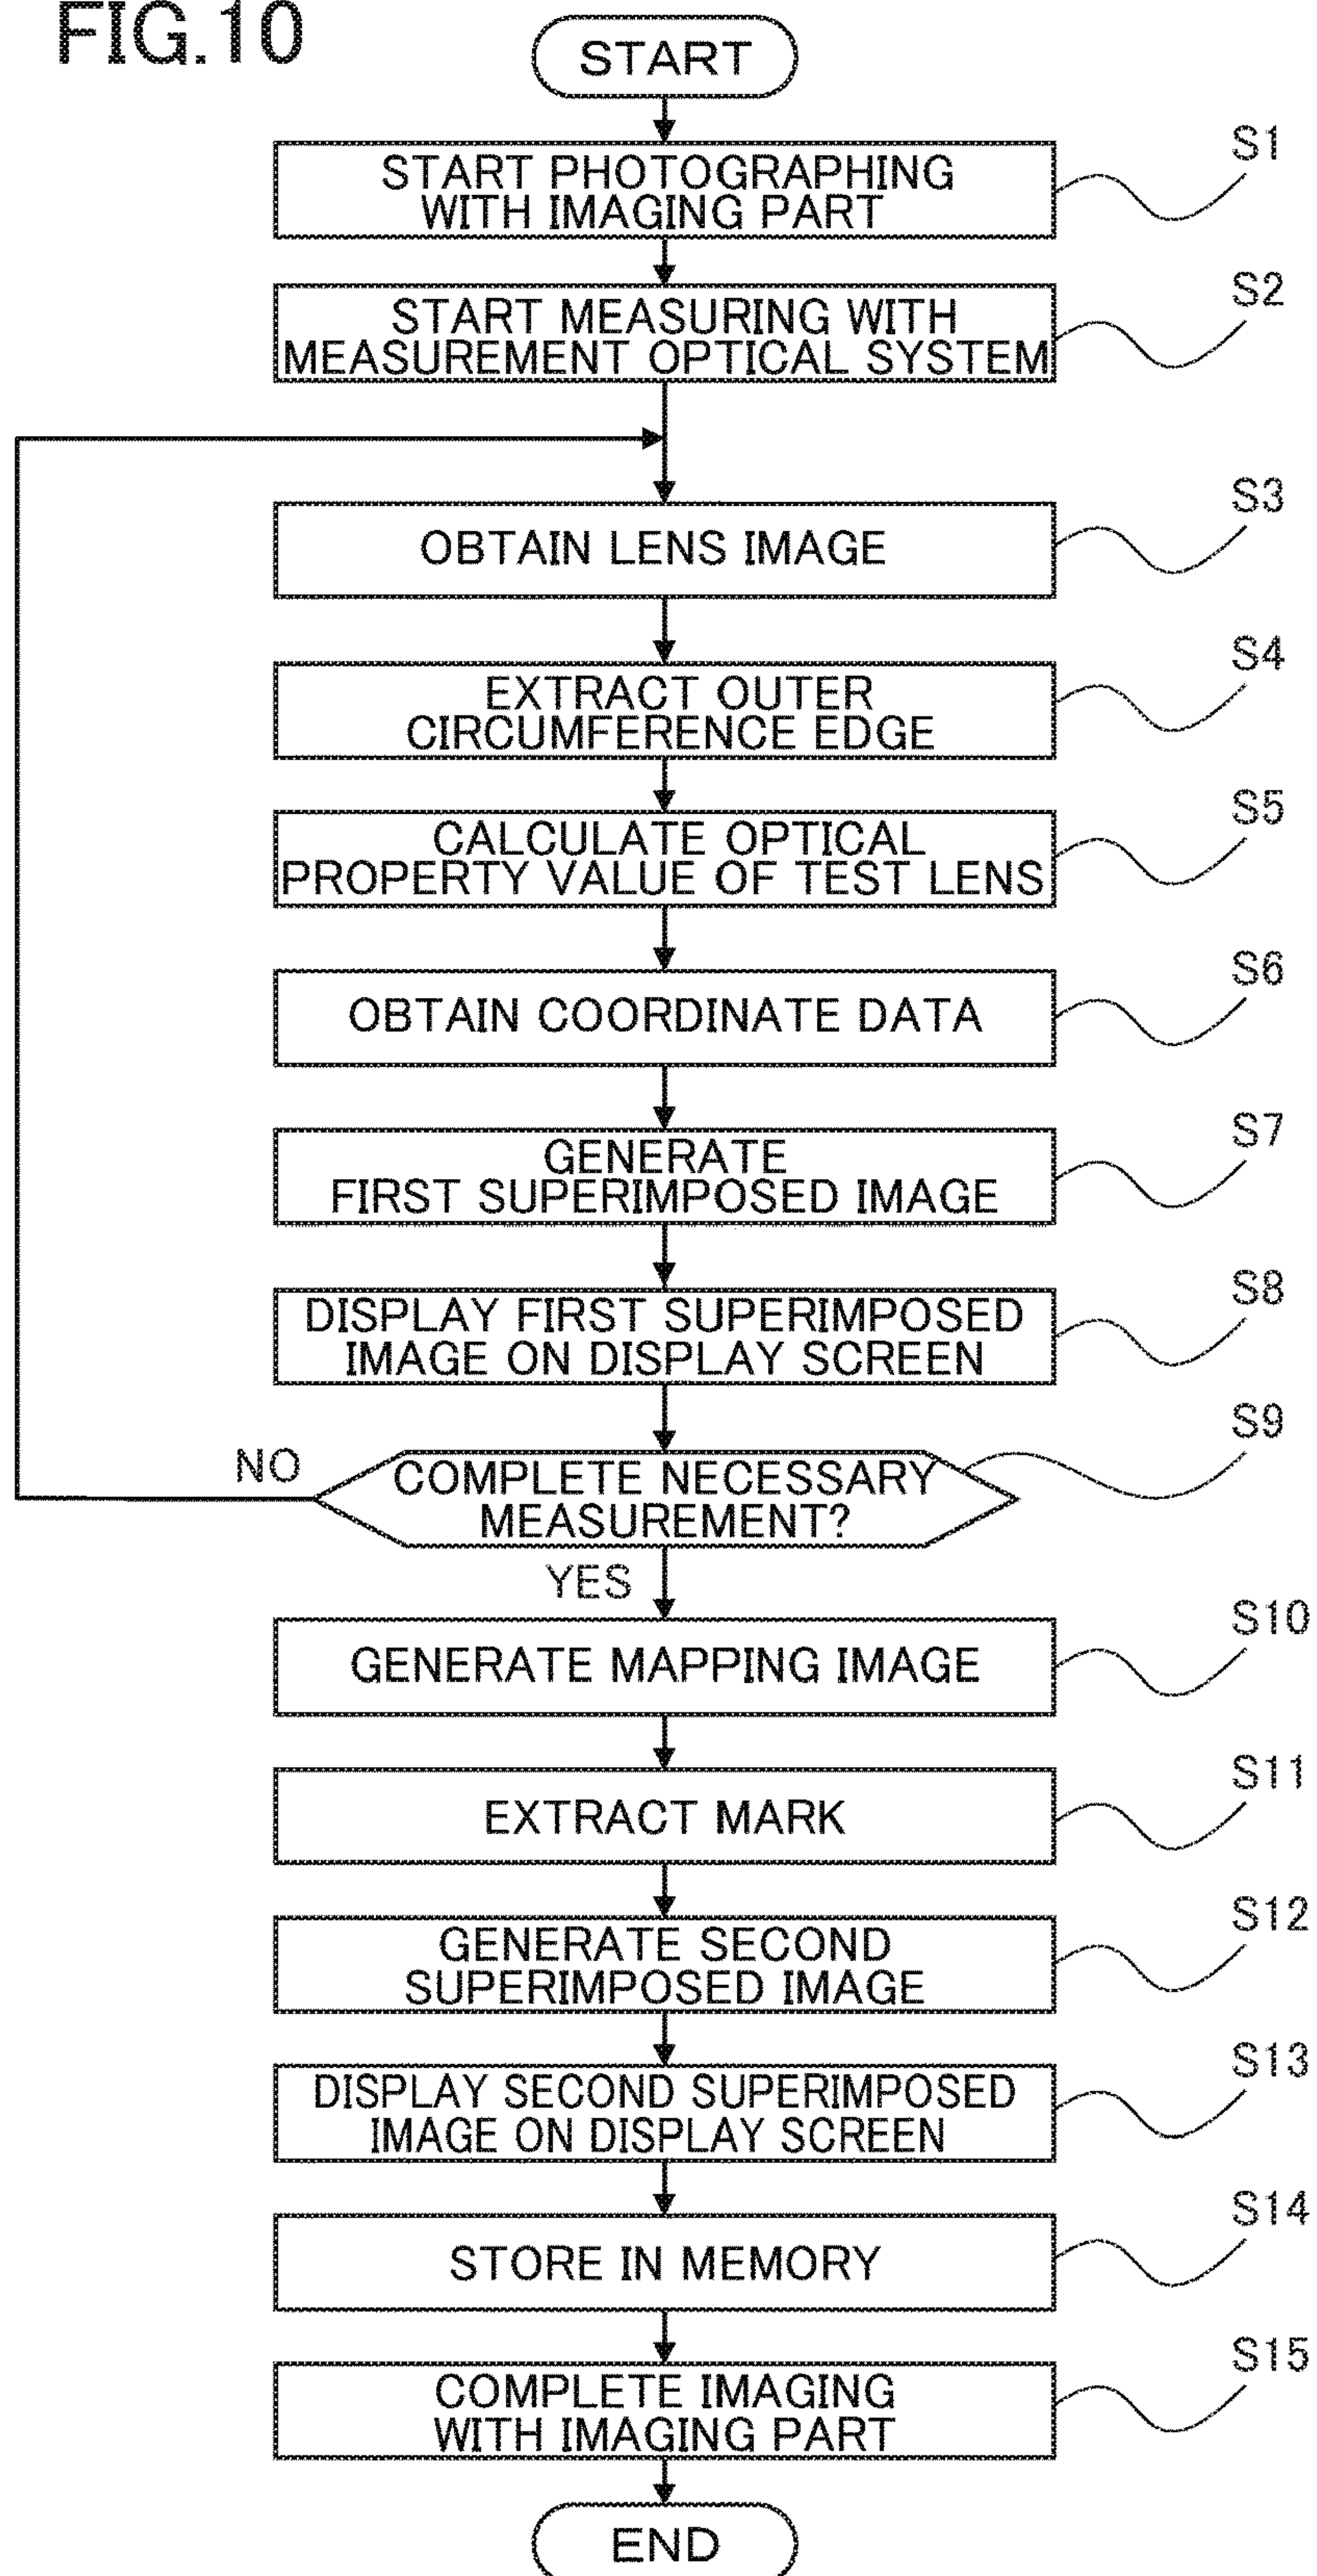 FIG.10
START
START PHOTOGRAPHING
WITH IMAGING PART
S1
START MEASURING WITH
MEASUREMENT OPTICAL SYSTEM
S2
OBTAIN LENS IMAGE
S3
EXTRACT OUTER
CIRCUMFERENCE EDGE
S4
CALCULATE OPTICAL
PROPERTY VALUE OF TEST LENS
S5
OBTAIN COORDINATE DATA
S6
GENERATE
FIRST SUPERIMPOSED IMAGE
S7
DISPLAY FIRST SUPERIMPOSED
IMAGE ON DISPLAY SCREEN
S8
COMPLETE NECESSARY
MEASUREMENT?
S9
NO
YES
GENERATE MAPPING IMAGE
S10
EXTRACT MARK
S11
GENERATE SECOND
SUPERIMPOSED IMAGE
S12
DISPLAY SECOND SUPERIMPOSED
IMAGE ON DISPLAY SCREEN
S13
STORE IN MEMORY
S14
COMPLETE IMAGING
WITH IMAGING PART
S15
END